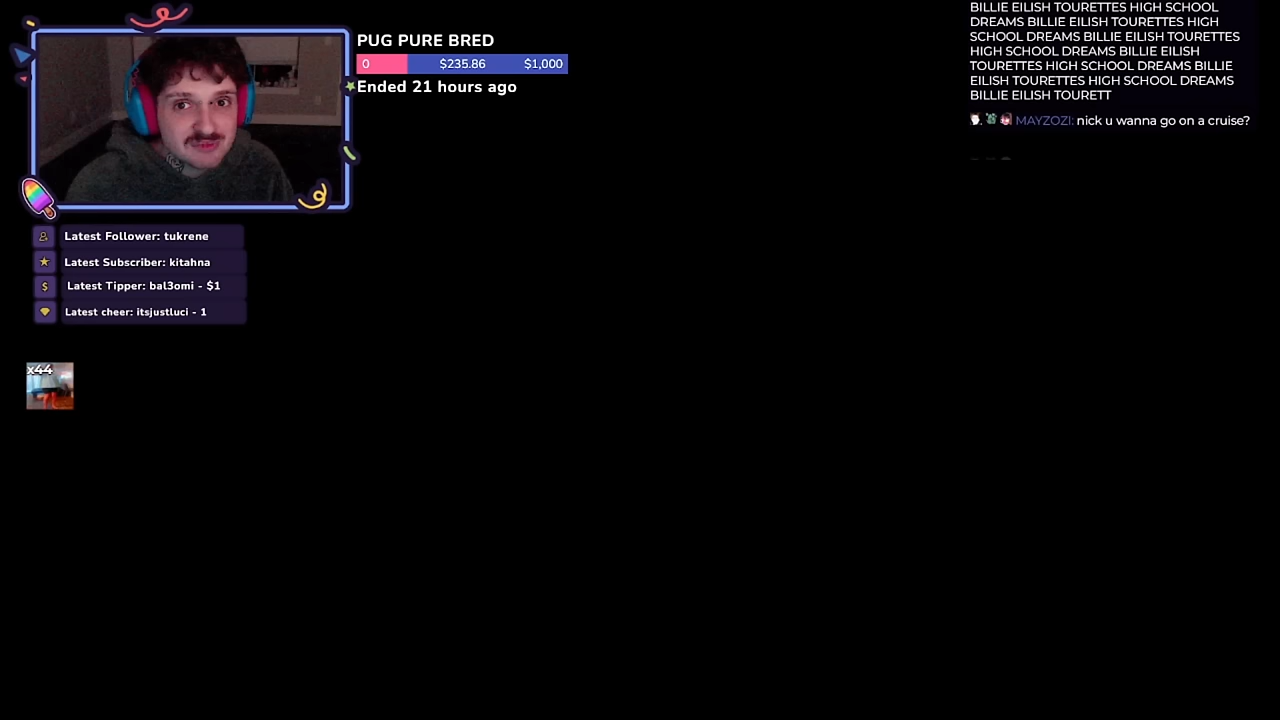 PUG PURE BRED
0 $235.86 $1,000
Ended 21 hours ago
Latest Follower: tukrene
Latest Subscriber: kitahna
Latest Tipper: bal3omi - $1
Latest cheer: itsjustluci - 1
x44
BILLIE EILISH TOURETTES HIGH SCHOOL
DREAMS BILLIE EILISH TOURETTES HIGH
SCHOOL DREAMS BILLIE EILISH TOURETTES
HIGH SCHOOL DREAMS BILLIE EILISH
TOURETTES HIGH SCHOOL DREAMS BILLIE
EILISH TOURETTES HIGH SCHOOL DREAMS
BILLIE EILISH TOURETT
MAYZOZI: nick u wanna go on a cruise?